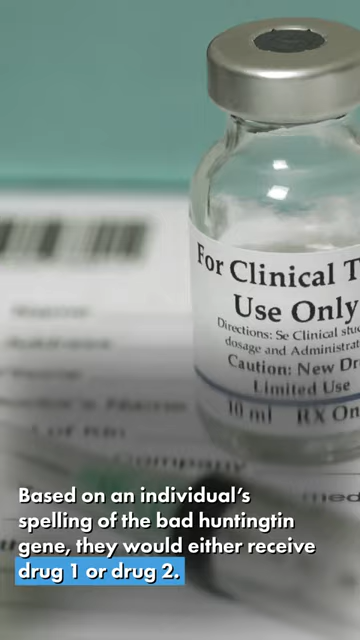 For Clinical T
Use Only
Directions: Se Clinical stu
dosage and Administrat
Caution: New Dr
Limited Use
10 ml RX On
Company
med
Based on an individual's
spelling of the bad huntingtin
gene, they would either receive
drug 1 or drug 2.